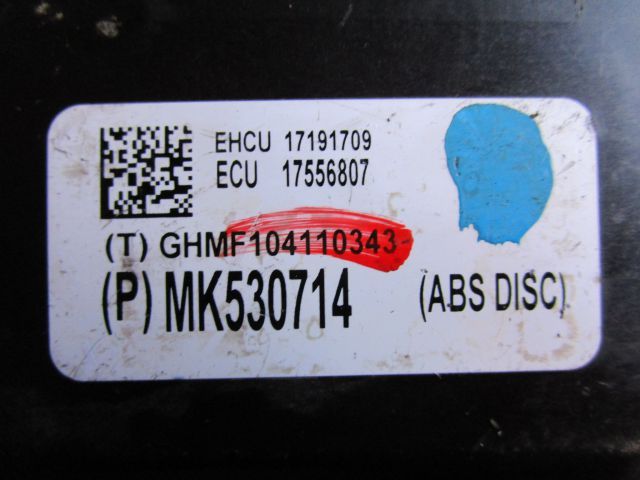 EHCU 17191709
ECU 17556807
(T) GHMF104110343-
(P) MK530714 (ABS DISC)